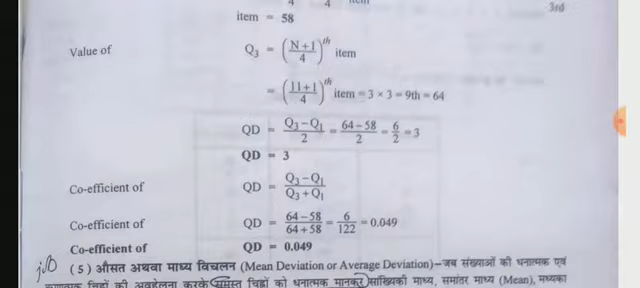 item = 58
3rd
Value of Q₃ = ((N+1)/4)^th item
= ((11+1)/4)^th item = 3 × 3 = 9th = 64
QD = (Q₃−Q₁)/2 = (64−58)/2 = 6/2 = 3
QD = 3
Co-efficient of QD = (Q₃−Q₁)/(Q₃+Q₁)
Co-efficient of QD = (64−58)/(64+58) = 6/122 = 0.049
Co-efficient of QD = 0.049
(5) औसत अथवा माध्य विचलन (Mean Deviation or Average Deviation)–जब संख्याओं की धनात्मक एवं
चिह्नों की अवहेलना करके समस्त चिह्नों को धनात्मक मानकर सांख्यिकी माध्य, समांतर माध्य (Mean), मध्यका